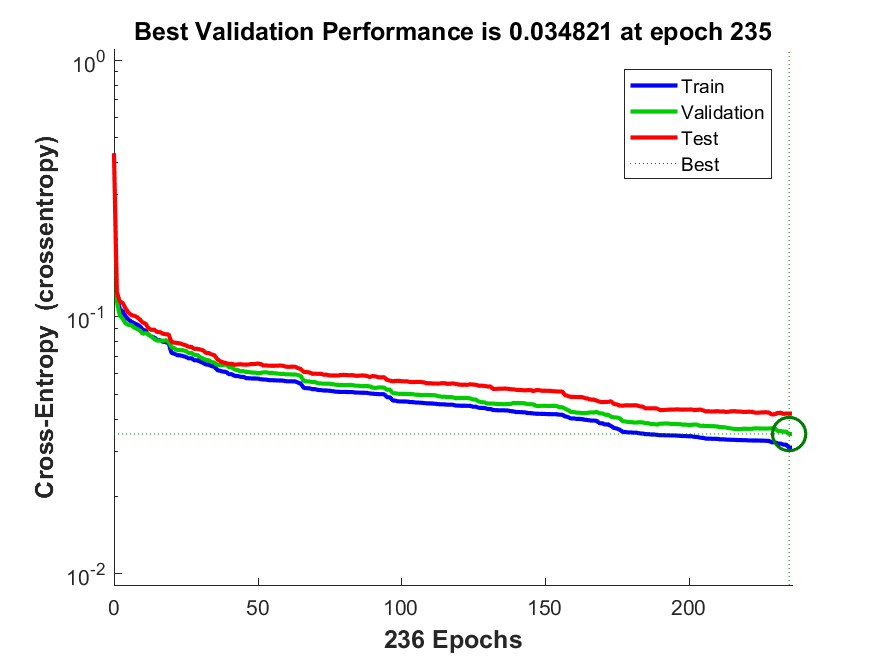 Best Validation Performance is 0.034821 at epoch 235
10^0
10^-1
10^-2
Cross-Entropy (crossentropy)
Train
Validation
Test
Best
0 50 100 150 200
236 Epochs